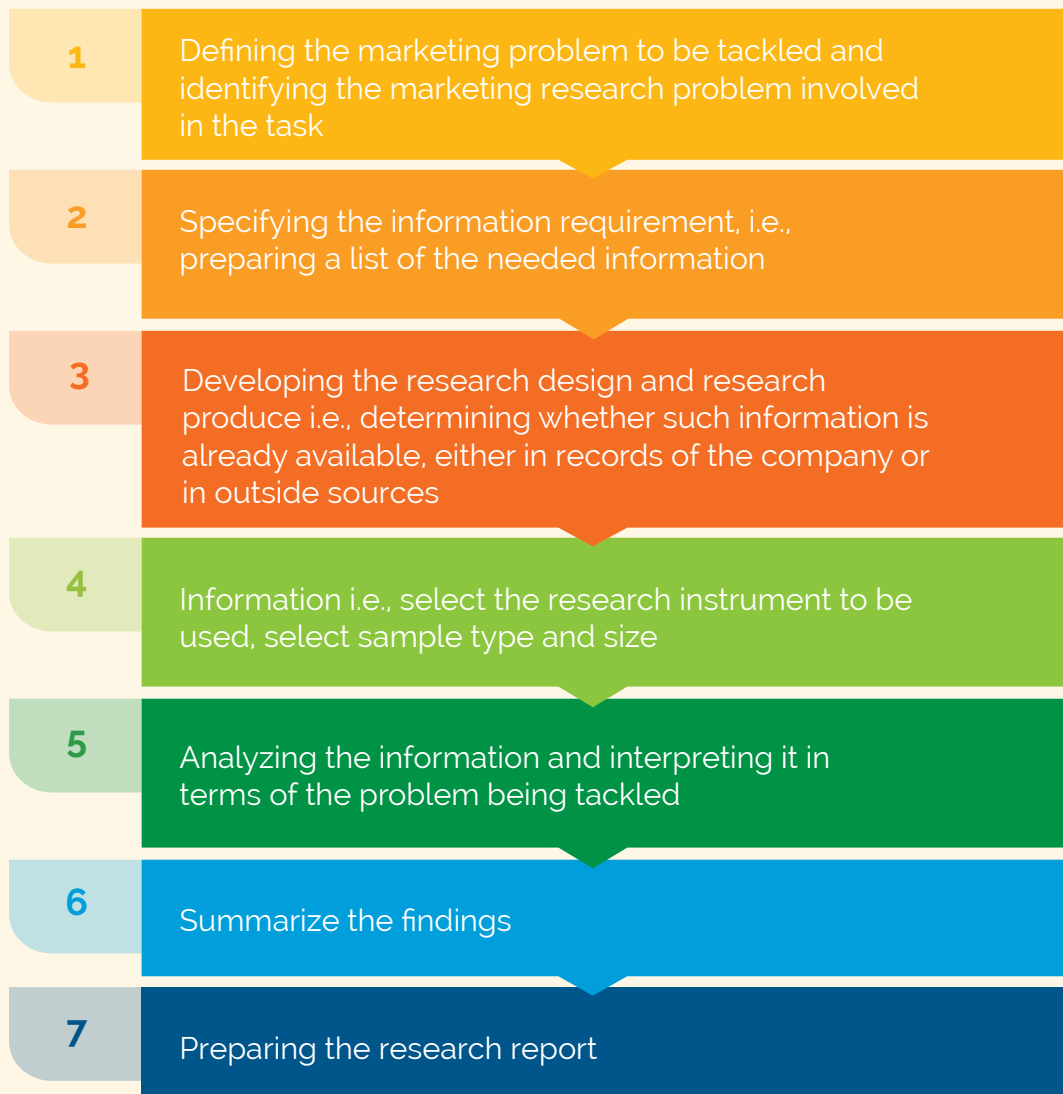 1
Defining the marketing problem to be tackled and
identifying the marketing research problem involved
in the task
2
Specifying the information requirement, i.e.,
preparing a list of the needed information
3
Developing the research design and research
produce i.e., determining whether such information is
already available, either in records of the company or
in outside sources
4
Information i.e., select the research instrument to be
used, select sample type and size
5
Analyzing the information and interpreting it in
terms of the problem being tackled
6
Summarize the findings
7
Preparing the research report